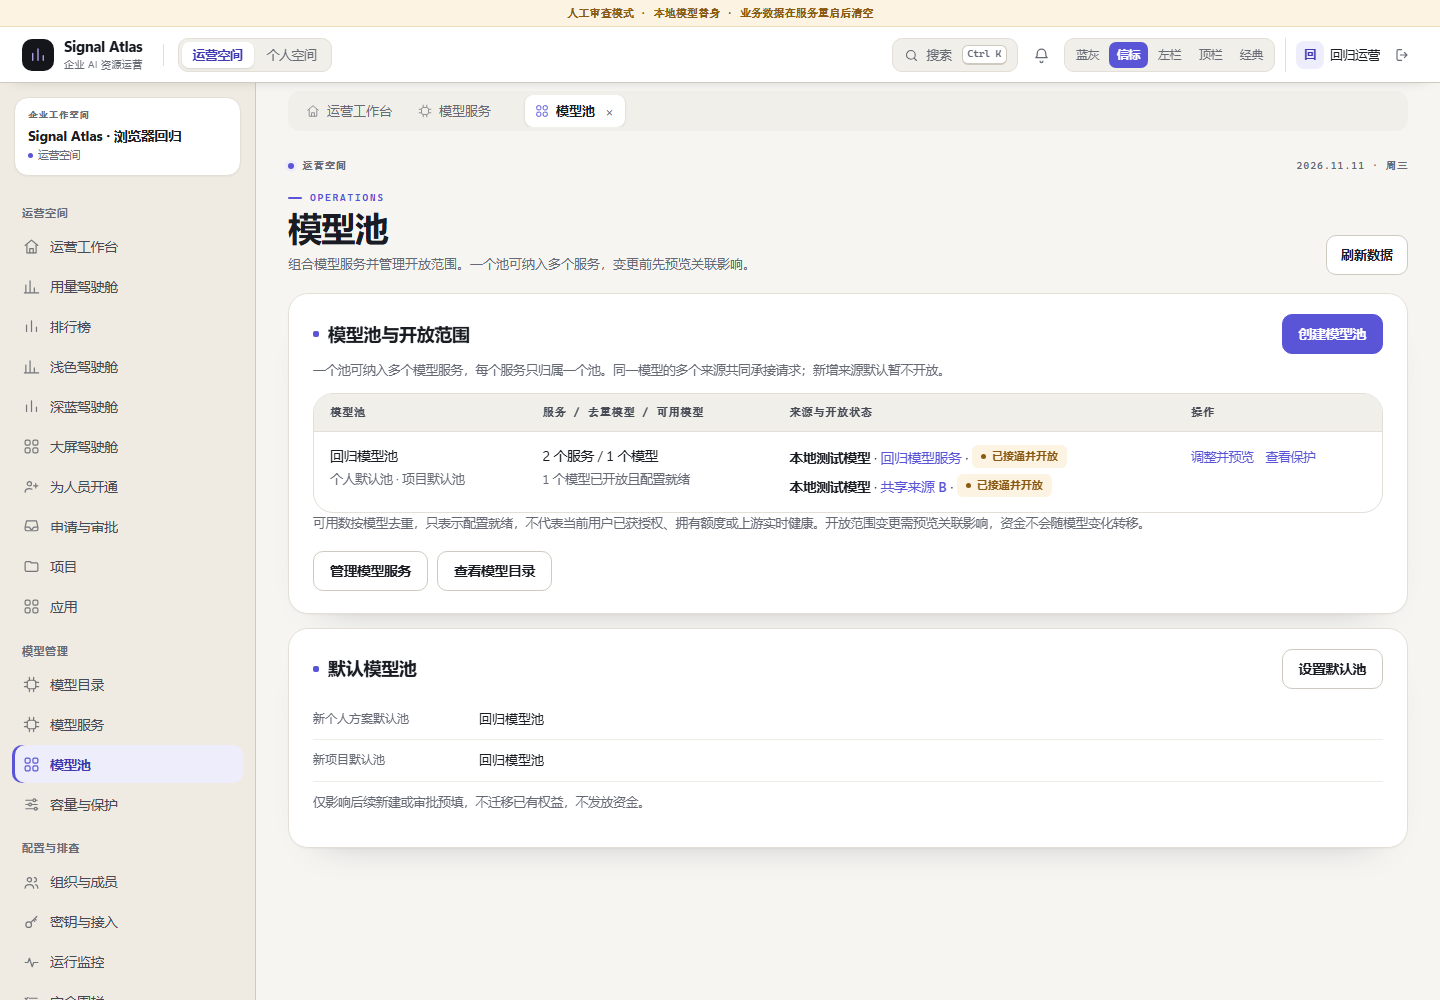 人工审查模式 · 本地模型替身 · 业务数据在服务重启后清空
Signal Atlas
企业 AI 资源运营
运营空间 个人空间
搜索 Ctrl K
蓝灰 信标 左栏 顶栏 经典
回 回归运营
企业工作空间
Signal Atlas · 浏览器回归
运营空间
运营空间
运营工作台
用量驾驶舱
排行榜
浅色驾驶舱
深蓝驾驶舱
大屏驾驶舱
为人员开通
申请与审批
项目
应用
模型管理
模型目录
模型服务
模型池
容量与保护
配置与排查
组织与成员
密钥与接入
运行监控
运营工作台 模型服务 模型池 ×
运营空间
2026.11.11 · 周三
OPERATIONS
模型池
组合模型服务并管理开放范围。一个池可纳入多个服务，变更前先预览关联影响。
刷新数据
模型池与开放范围
创建模型池
一个池可纳入多个模型服务，每个服务只归属一个池。同一模型的多个来源共同承接请求；新增来源默认暂不开放。
模型池 服务 / 去重模型 / 可用模型 来源与开放状态 操作
回归模型池 2 个服务 / 1 个模型 本地测试模型 · 回归模型服务 · 已接通并开放 调整并预览 查看保护
个人默认池 · 项目默认池 1 个模型已开放且配置就绪 本地测试模型 · 共享来源 B · 已接通并开放
可用数按模型去重，只表示配置就绪，不代表当前用户已获授权、拥有额度或上游实时健康。开放范围变更需预览关联影响，资金不会随模型变化转移。
管理模型服务 查看模型目录
默认模型池
设置默认池
新个人方案默认池 回归模型池
新项目默认池 回归模型池
仅影响后续新建或审批预填，不迁移已有权益，不发放资金。